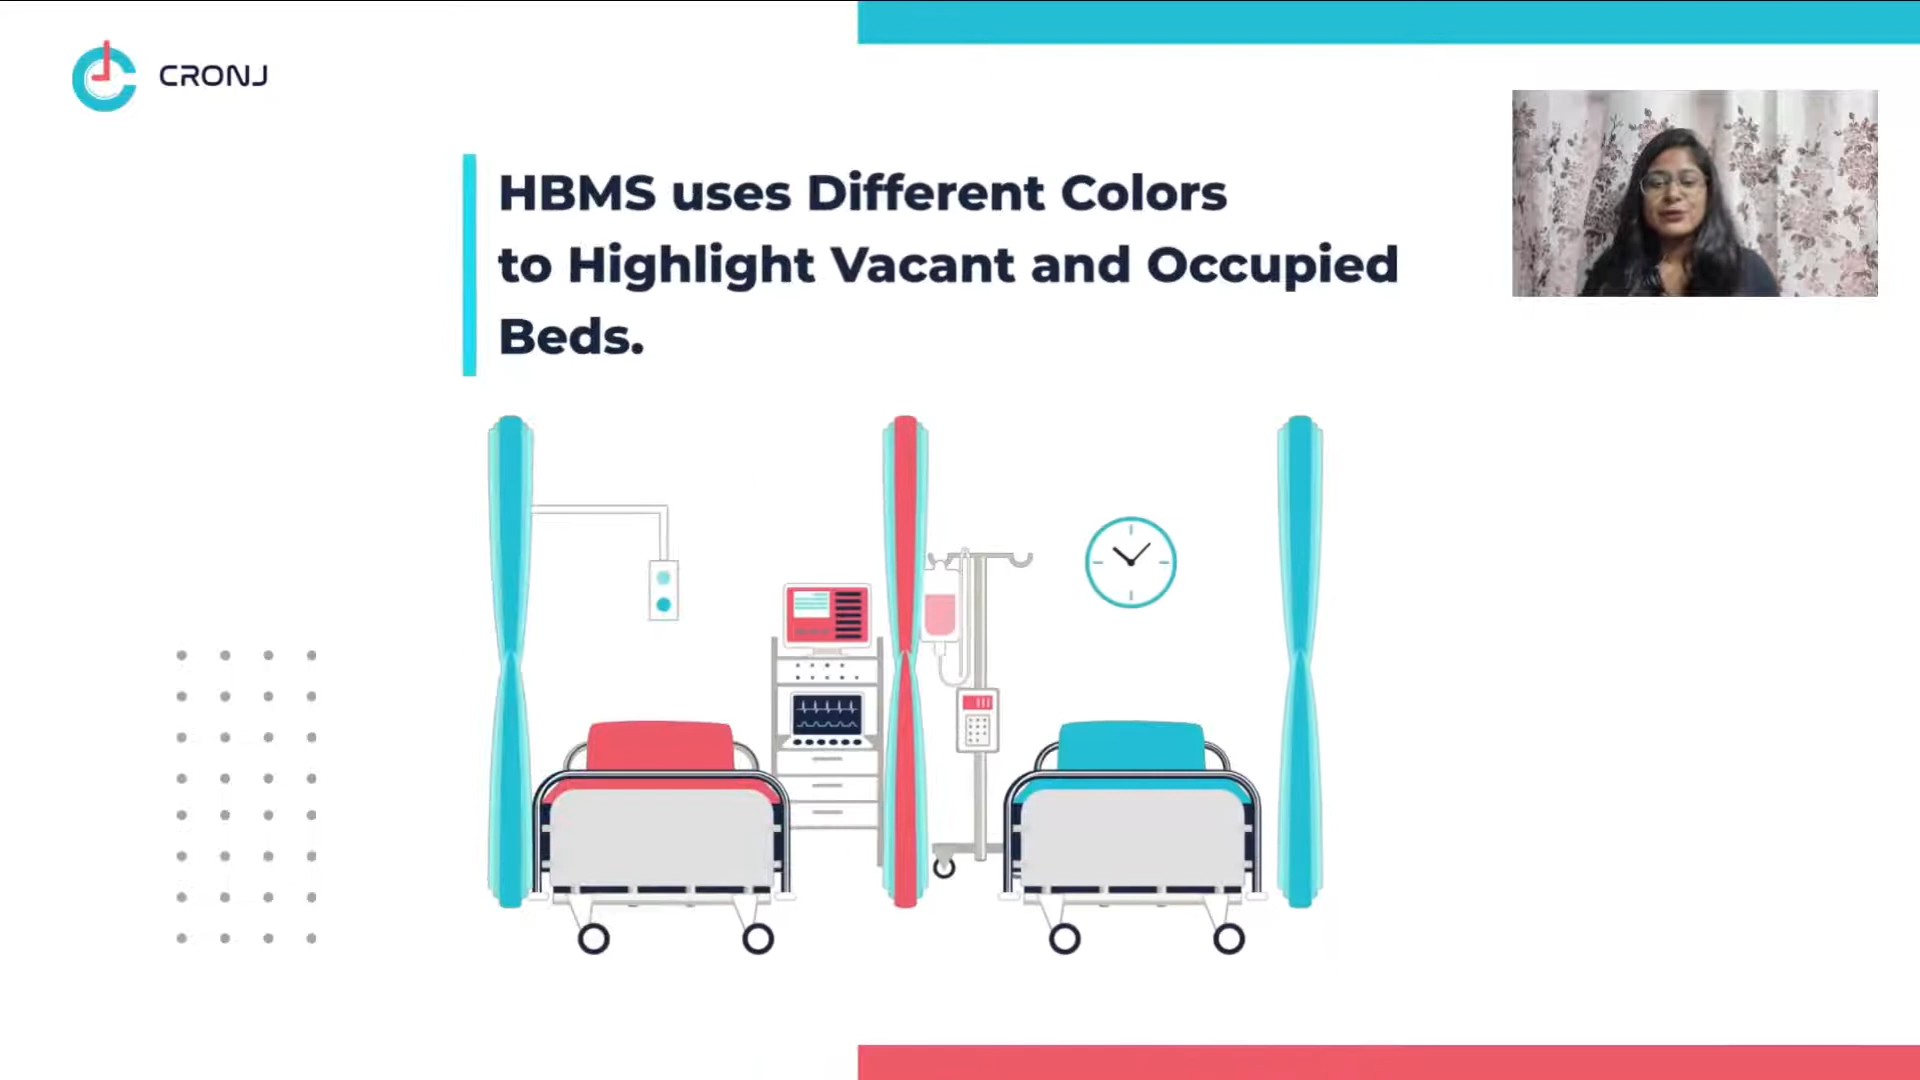 CRONJ
HBMS uses Different Colors
to Highlight Vacant and Occupied
Beds.